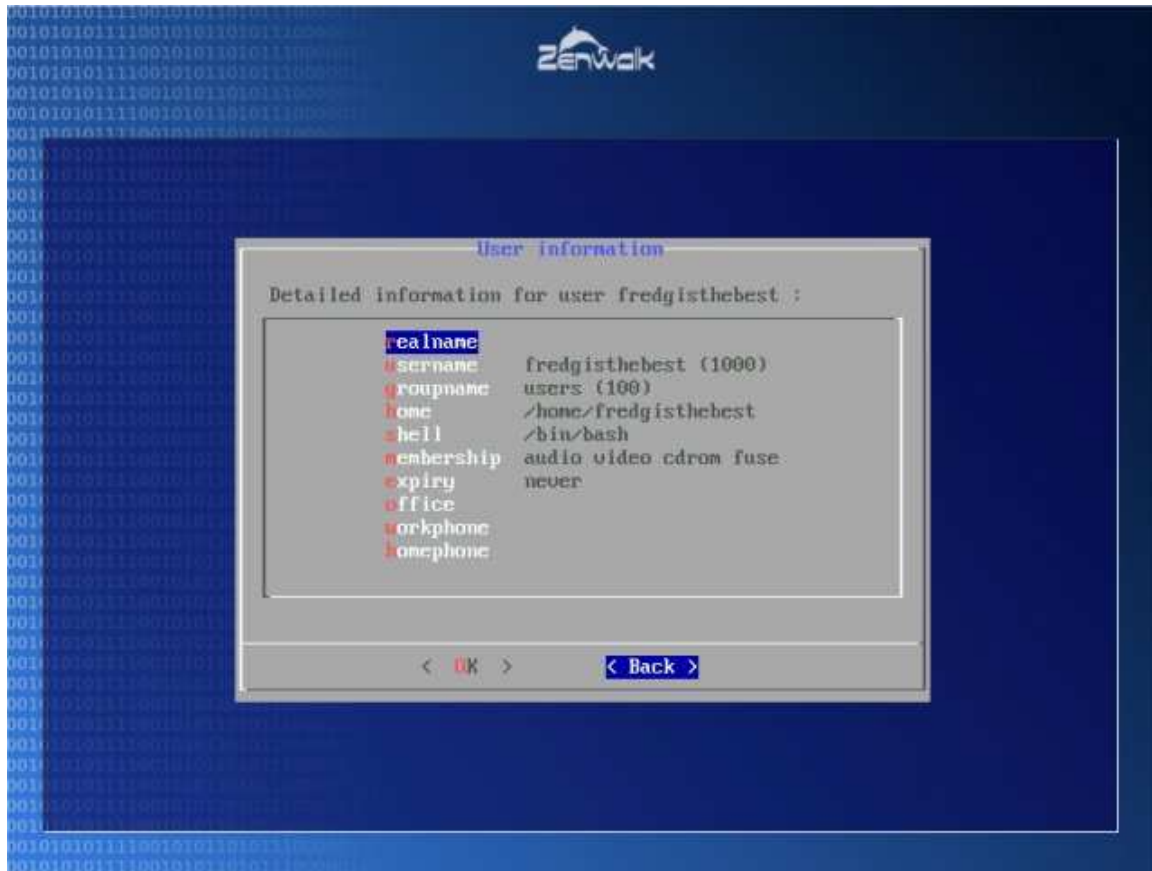 Zenwalk
User information
Detailed information for user fredgisthebest :
realname
username fredgisthebest (1000)
groupname users (100)
home /home/fredgisthebest
shell /bin/bash
membership audio video cdrom fuse
expiry never
office
workphone
homephone
< OK > < Back >